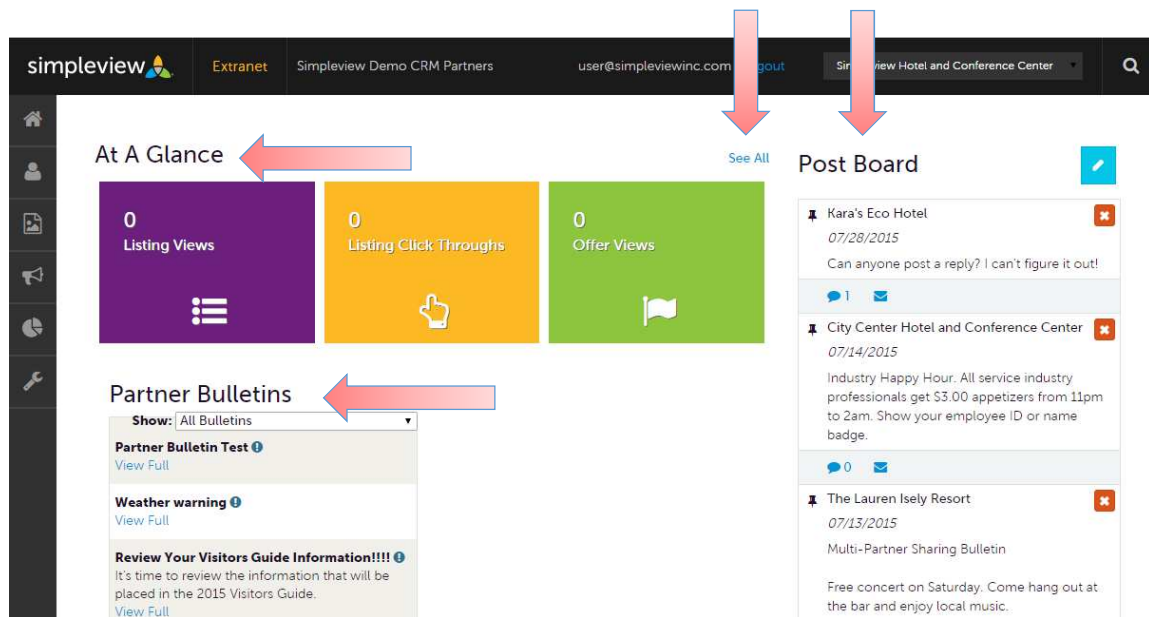 simpleview
Extranet
Simpleview Demo CRM Partners
user@simpleviewinc.com
Simpleview Hotel and Conference Center
At A Glance
See All
0
Listing Views
0
Listing Click Throughs
0
Offer Views
Partner Bulletins
Show: All Bulletins
Partner Bulletin Test
View Full
Weather warning
View Full
Review Your Visitors Guide Information!!!!
It's time to review the information that will be
placed in the 2015 Visitors Guide.
View Full
Post Board
Kara's Eco Hotel
07/28/2015
Can anyone post a reply? I can't figure it out!
1
City Center Hotel and Conference Center
07/14/2015
Industry Happy Hour. All service industry
professionals get $3.00 appetizers from 11pm
to 2am. Show your employee ID or name
badge.
0
The Lauren Isely Resort
07/13/2015
Multi-Partner Sharing Bulletin
Free concert on Saturday. Come hang out at
the bar and enjoy local music.